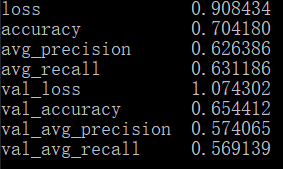 loss 0.908434
accuracy 0.704180
avg_precision 0.626386
avg_recall 0.631186
val_loss 1.074302
val_accuracy 0.654412
val_avg_precision 0.574065
val_avg_recall 0.569139